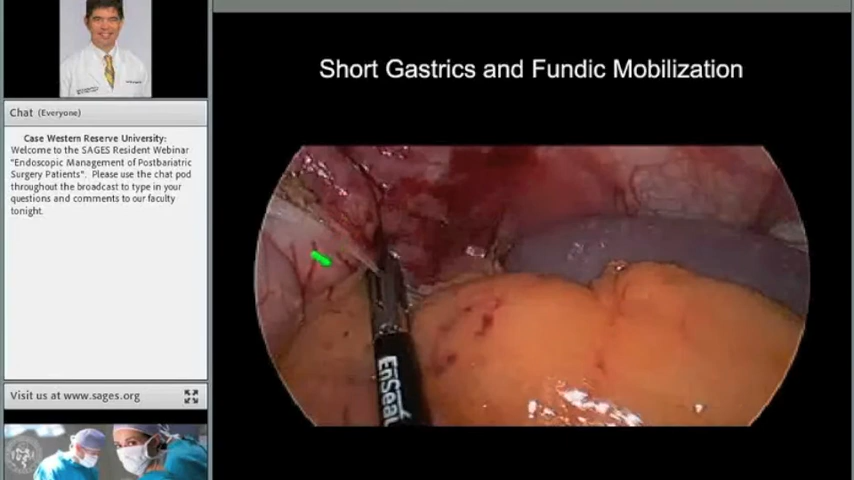 Short Gastrics and Fundic Mobilization
Chat (Everyone)
Case Western Reserve University:
Welcome to the SAGES Resident Webinar
"Endoscopic Management of Postbariatric
Surgery Patients". Please use the chat pod
throughout the broadcast to type in your
questions and comments to our faculty
tonight.
EnSeal
Visit us at www.sages.org